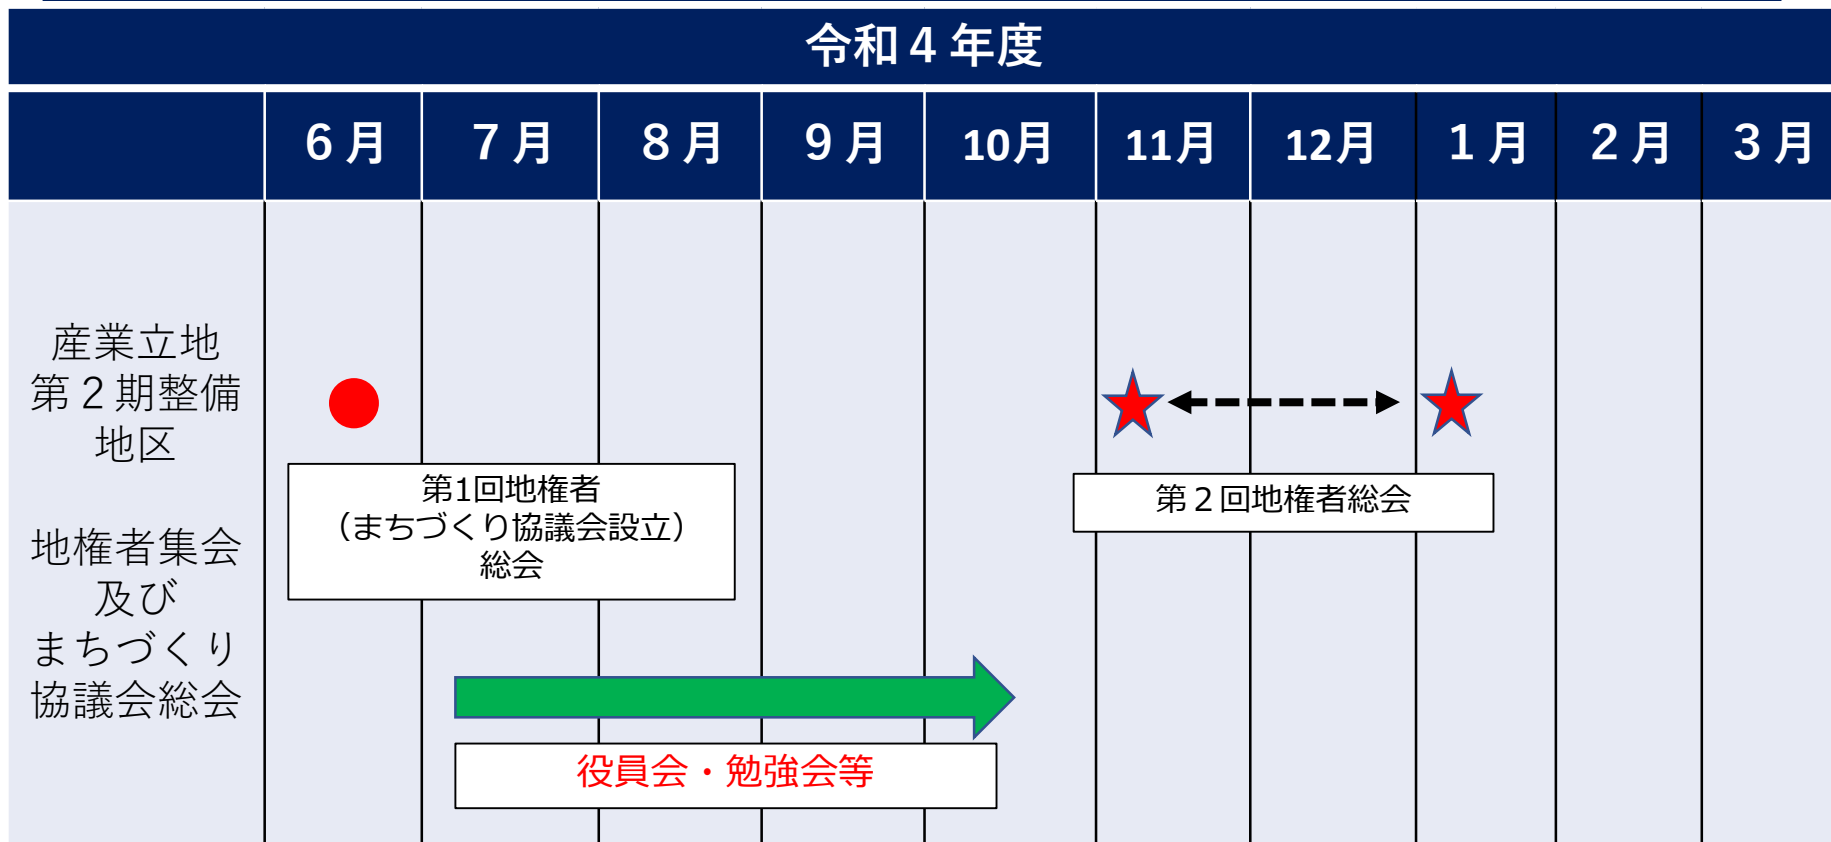 令和４年度
６月 ７月 ８月 ９月 10月 11月 12月 １月 ２月 ３月
産業立地
第２期整備
地区
地権者集会
及び
まちづくり
協議会総会
第1回地権者
（まちづくり協議会設立）
総会
第２回地権者総会
役員会・勉強会等